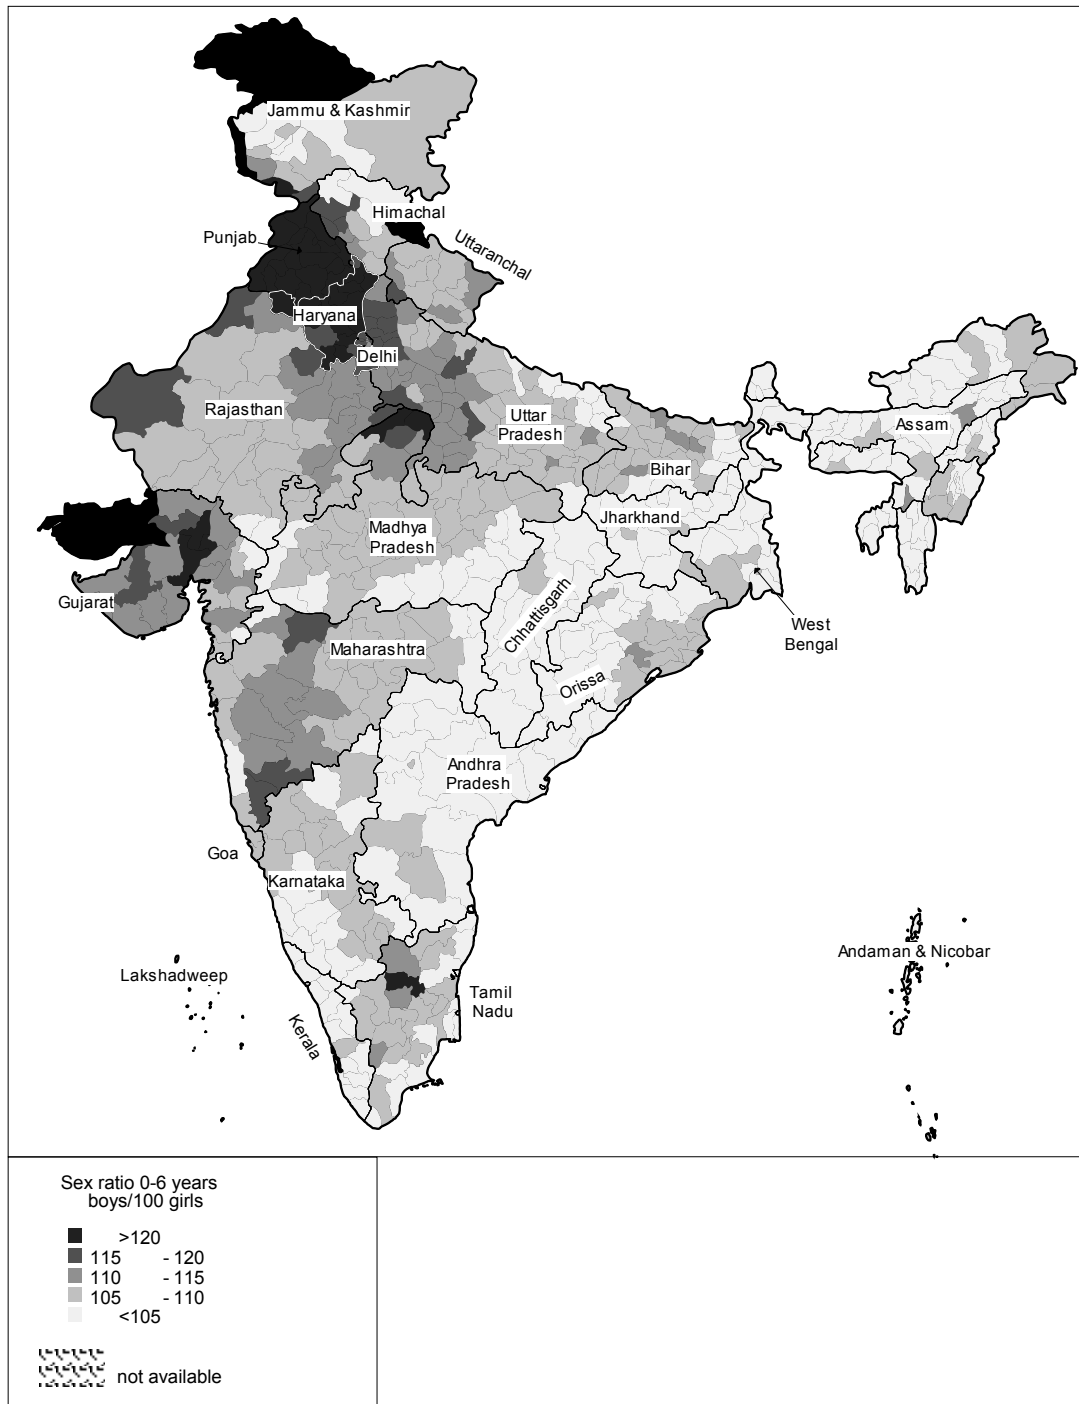 Jammu & Kashmir
Himachal
Punjab
Uttaranchal
Haryana
Delhi
Rajasthan
Uttar
Pradesh
Assam
Bihar
Madhya
Pradesh
Jharkhand
Gujarat
Chhattisgarh
West
Bengal
Maharashtra
Orissa
Andhra
Pradesh
Goa
Karnataka
Andaman & Nicobar
Lakshadweep
Tamil
Nadu
Kerala
Sex ratio 0-6 years
boys/100 girls
>120
115 - 120
110 - 115
105 - 110
<105
not available